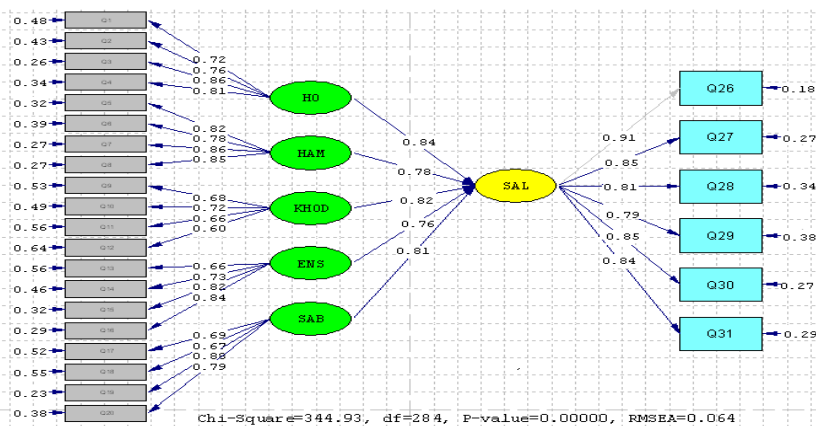 0.48 Q1
0.43 Q2
0.26 Q3
0.34 Q4
0.32 Q5
0.39 Q6
0.27 Q7
0.27 Q8
0.53 Q9
0.49 Q10
0.56 Q11
0.64 Q12
0.56 Q13
0.46 Q14
0.32 Q15
0.29 Q16
0.52 Q17
0.55 Q18
0.23 Q19
0.38 Q20
0.72
0.76
0.86
0.81
0.82
0.78
0.86
0.85
0.68
0.72
0.66
0.60
0.66
0.73
0.82
0.84
0.69
0.67
0.88
0.79
HO
HAM
KHOD
ENS
SAB
0.84
0.78
0.82
0.76
0.81
SAL
0.91
0.85
0.81
0.79
0.85
0.84
Q26 0.18
Q27 0.27
Q28 0.34
Q29 0.38
Q30 0.27
Q31 0.29
Chi-Square=344.93, df=284, P-value=0.00000, RMSEA=0.064